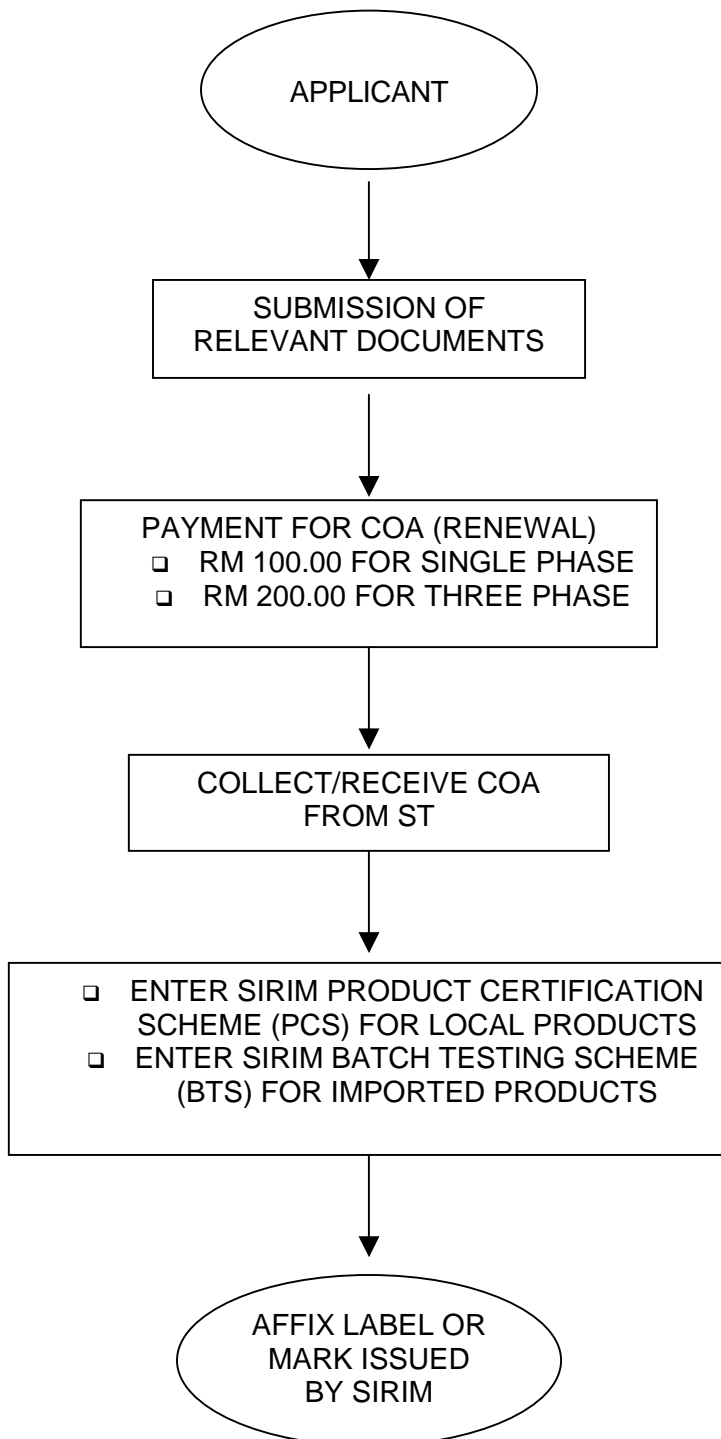 APPLICANT
SUBMISSION OF
RELEVANT DOCUMENTS
PAYMENT FOR COA (RENEWAL)
❑ RM 100.00 FOR SINGLE PHASE
❑ RM 200.00 FOR THREE PHASE
COLLECT/RECEIVE COA
FROM ST
❑ ENTER SIRIM PRODUCT CERTIFICATION
SCHEME (PCS) FOR LOCAL PRODUCTS
❑ ENTER SIRIM BATCH TESTING SCHEME
(BTS) FOR IMPORTED PRODUCTS
AFFIX LABEL OR
MARK ISSUED
BY SIRIM